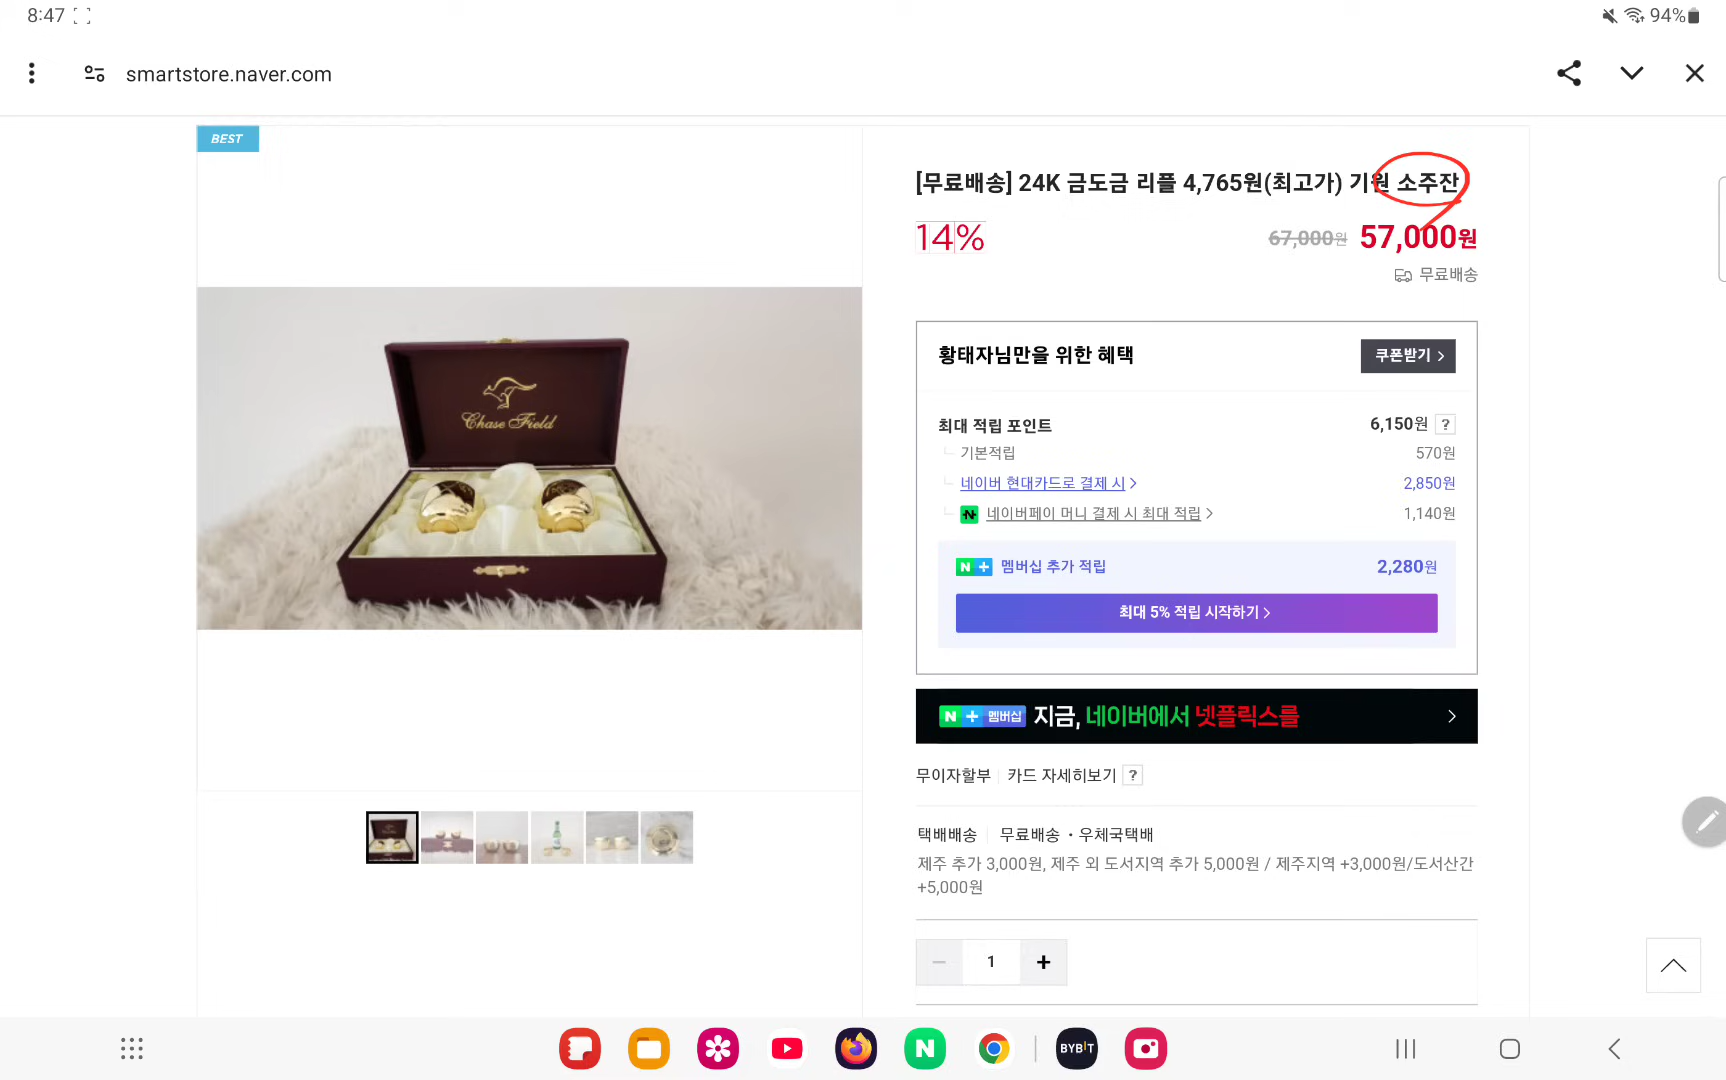 8:47
94%
smartstore.naver.com
BEST
[무료배송] 24K 금도금 리플 4,765원(최고가) 기원 소주잔
14%
67,000원 57,000원
무료배송
Chase Field
황태자님만을 위한 혜택
쿠폰받기 >
최대 적립 포인트
6,150원 ?
기본적립
570원
네이버 현대카드로 결제 시 >
2,850원
N 네이버페이 머니 결제 시 최대 적립 >
1,140원
N + 멤버십 추가 적립
2,280원
최대 5% 적립 시작하기 >
N + 멤버십 지금, 네이버에서 넷플릭스를 >
무이자할부 카드 자세히보기 ?
택배배송 무료배송 · 우체국택배
제주 추가 3,000원, 제주 외 도서지역 추가 5,000원 / 제주지역 +3,000원/도서산간
+5,000원
− 1 +
N
BYBIT